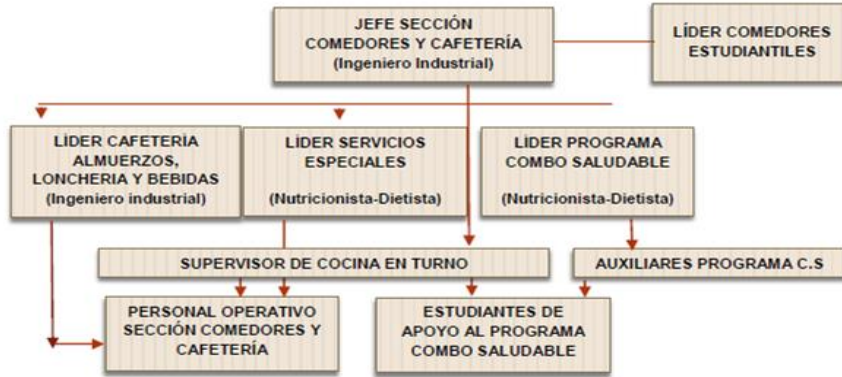 JEFE SECCIÓN
COMEDORES Y CAFETERÍA
(Ingeniero Industrial)
LÍDER COMEDORES
ESTUDIANTILES
LÍDER CAFETERÍA
ALMUERZOS,
LONCHERIA Y BEBIDAS
(Ingeniero industrial)
LÍDER SERVICIOS
ESPECIALES
(Nutricionista-Dietista)
LÍDER PROGRAMA
COMBO SALUDABLE
(Nutricionista-Dietista)
SUPERVISOR DE COCINA EN TURNO
AUXILIARES PROGRAMA C.S
PERSONAL OPERATIVO
SECCIÓN COMEDORES Y
CAFETERÍA
ESTUDIANTES DE
APOYO AL PROGRAMA
COMBO SALUDABLE